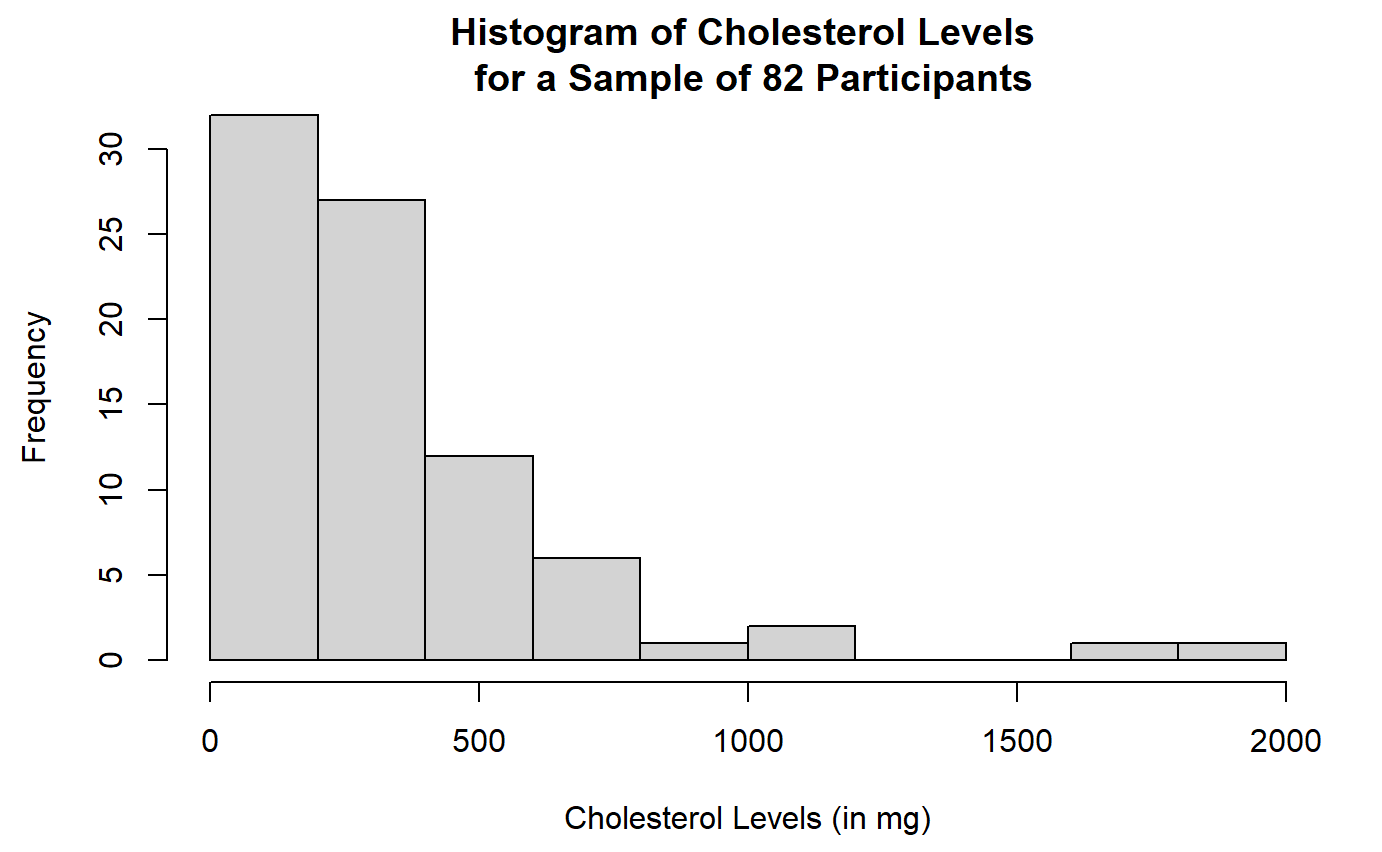 Histogram of Cholesterol Levels
for a Sample of 82 Participants
Frequency
30
25
20
15
10
5
0
0 500 1000 1500 2000
Cholesterol Levels (in mg)